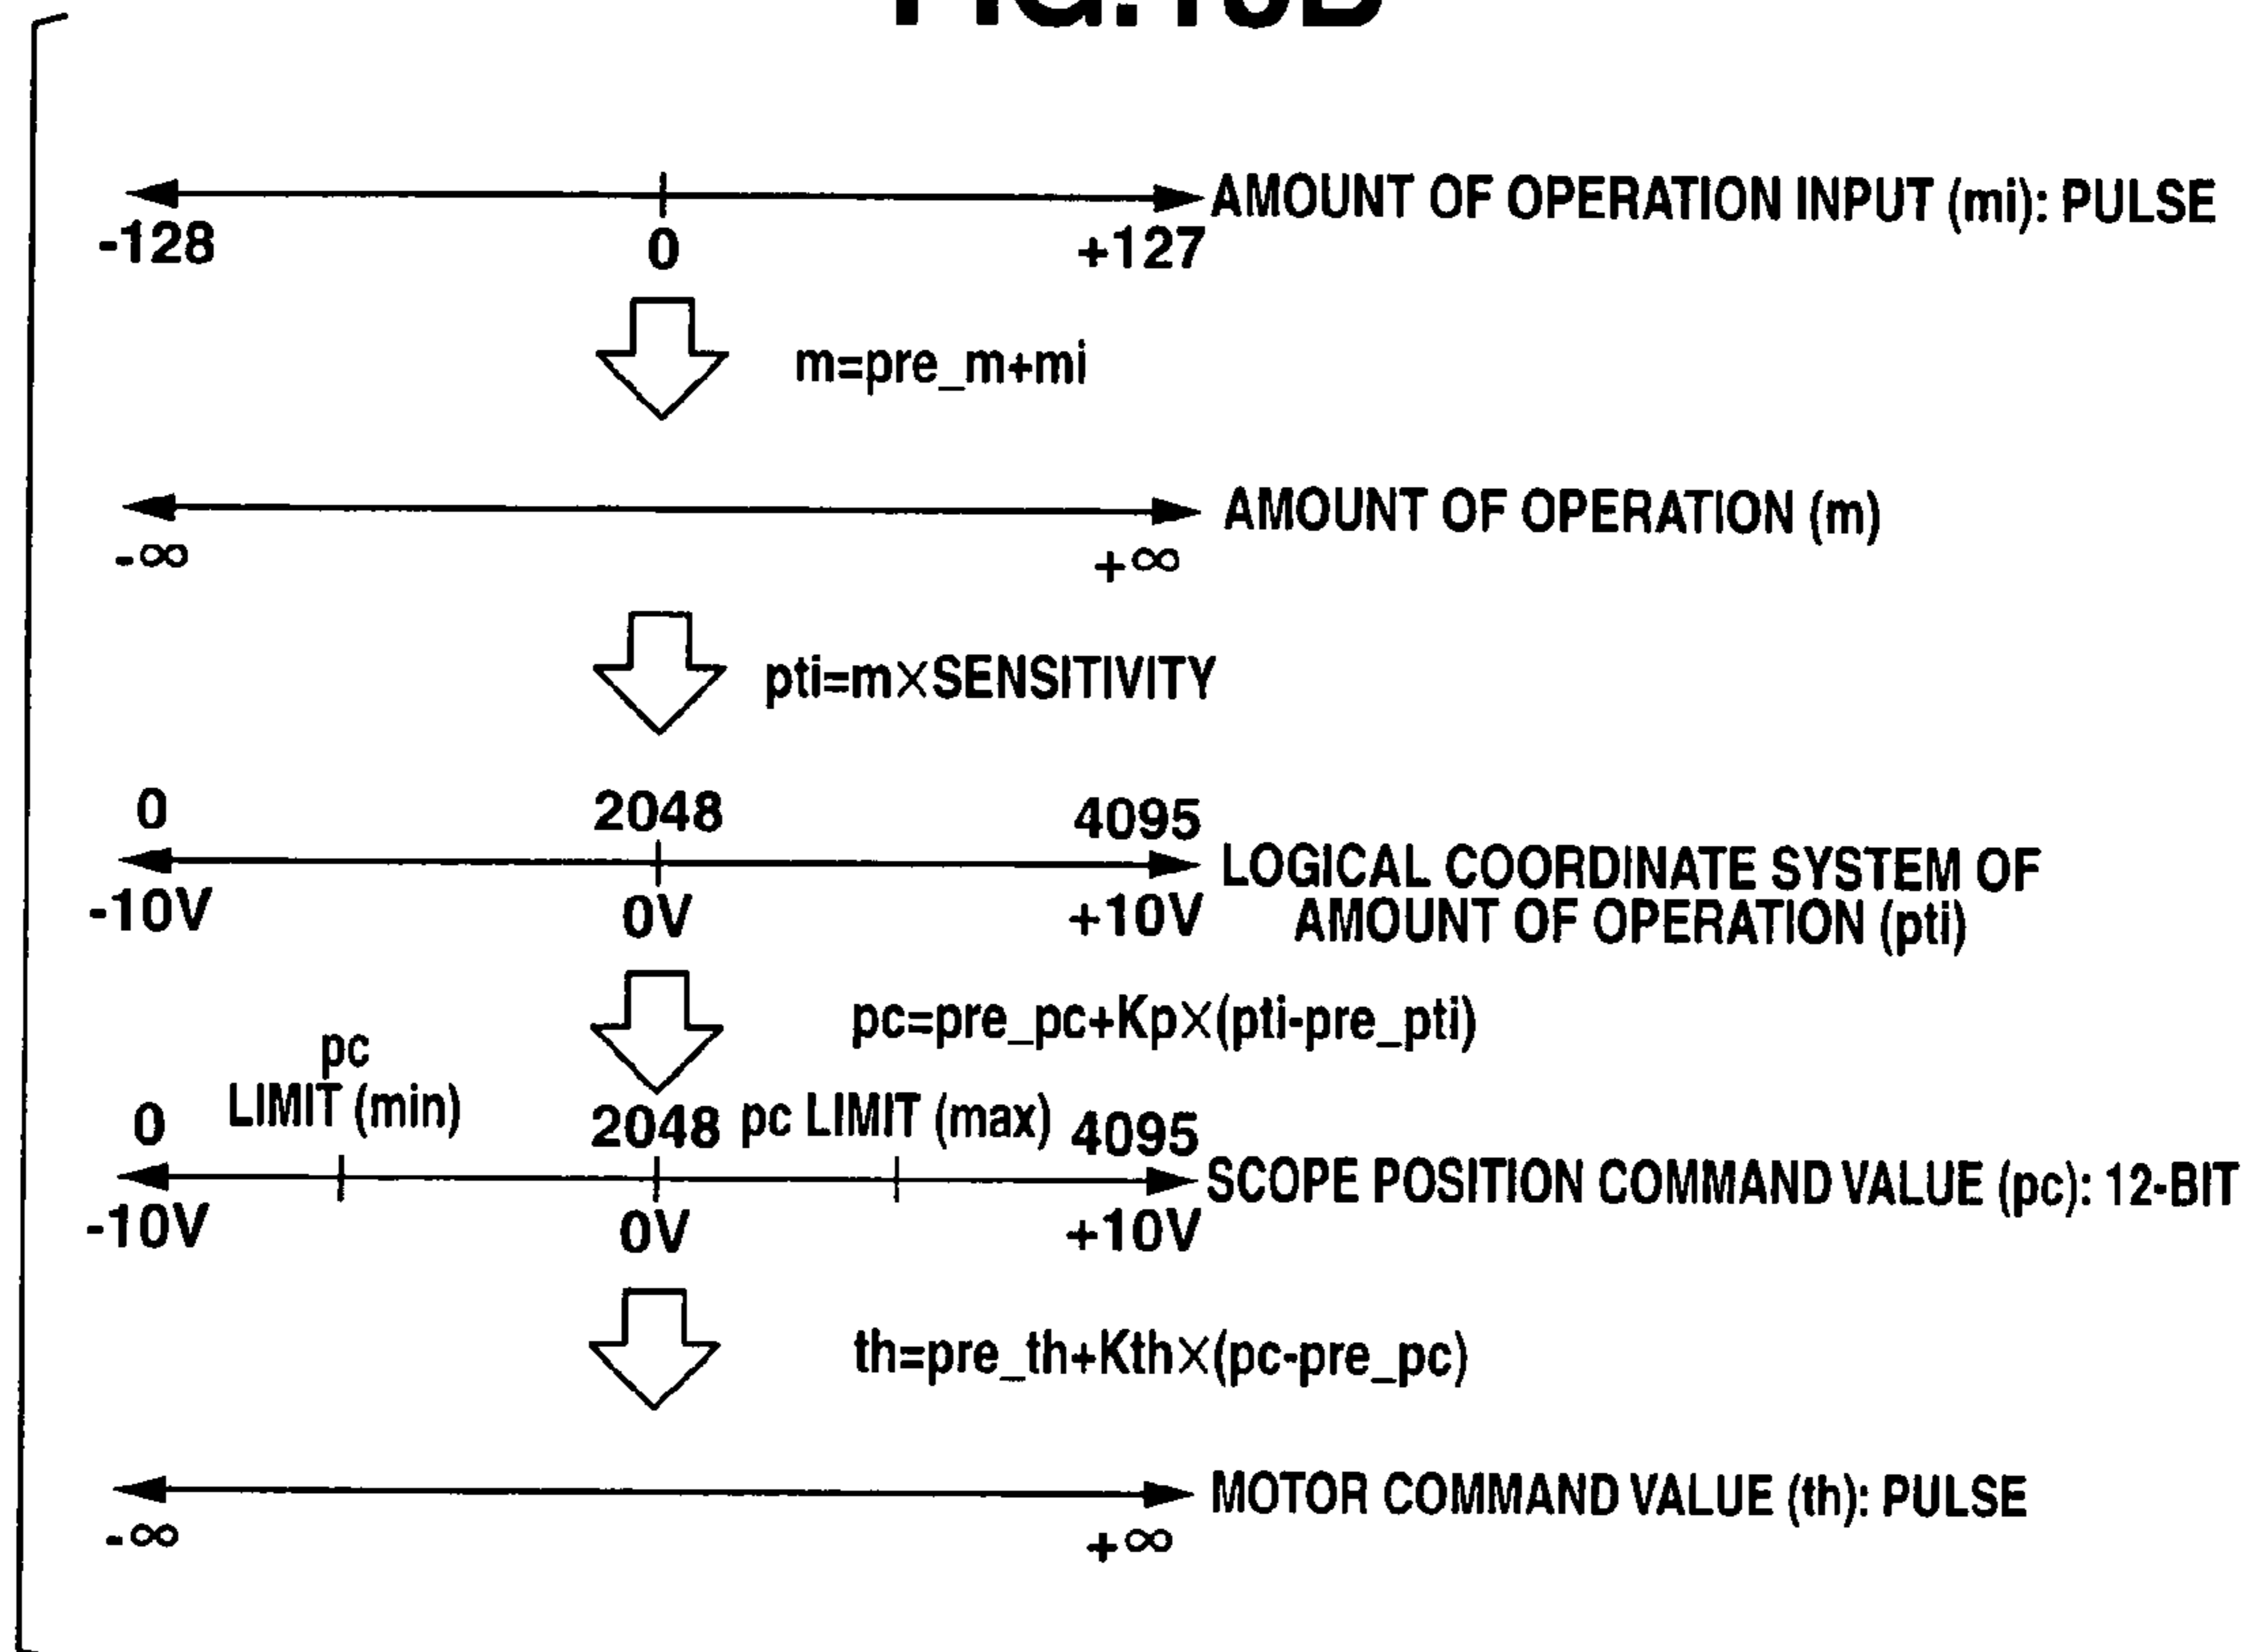 AMOUNT OF OPERATION INPUT (mi): PULSE
-128 0 +127
m=pre_m+mi
AMOUNT OF OPERATION (m)
-∞ +∞
pti=m×SENSITIVITY
0 2048 4095
LOGICAL COORDINATE SYSTEM OF
-10V 0V +10V AMOUNT OF OPERATION (pti)
pc=pre_pc+Kp×(pti-pre_pti)
pc
0 LIMIT (min) 2048 pc LIMIT (max) 4095
SCOPE POSITION COMMAND VALUE (pc): 12-BIT
-10V 0V +10V
th=pre_th+Kth×(pc-pre_pc)
MOTOR COMMAND VALUE (th): PULSE
-∞ +∞